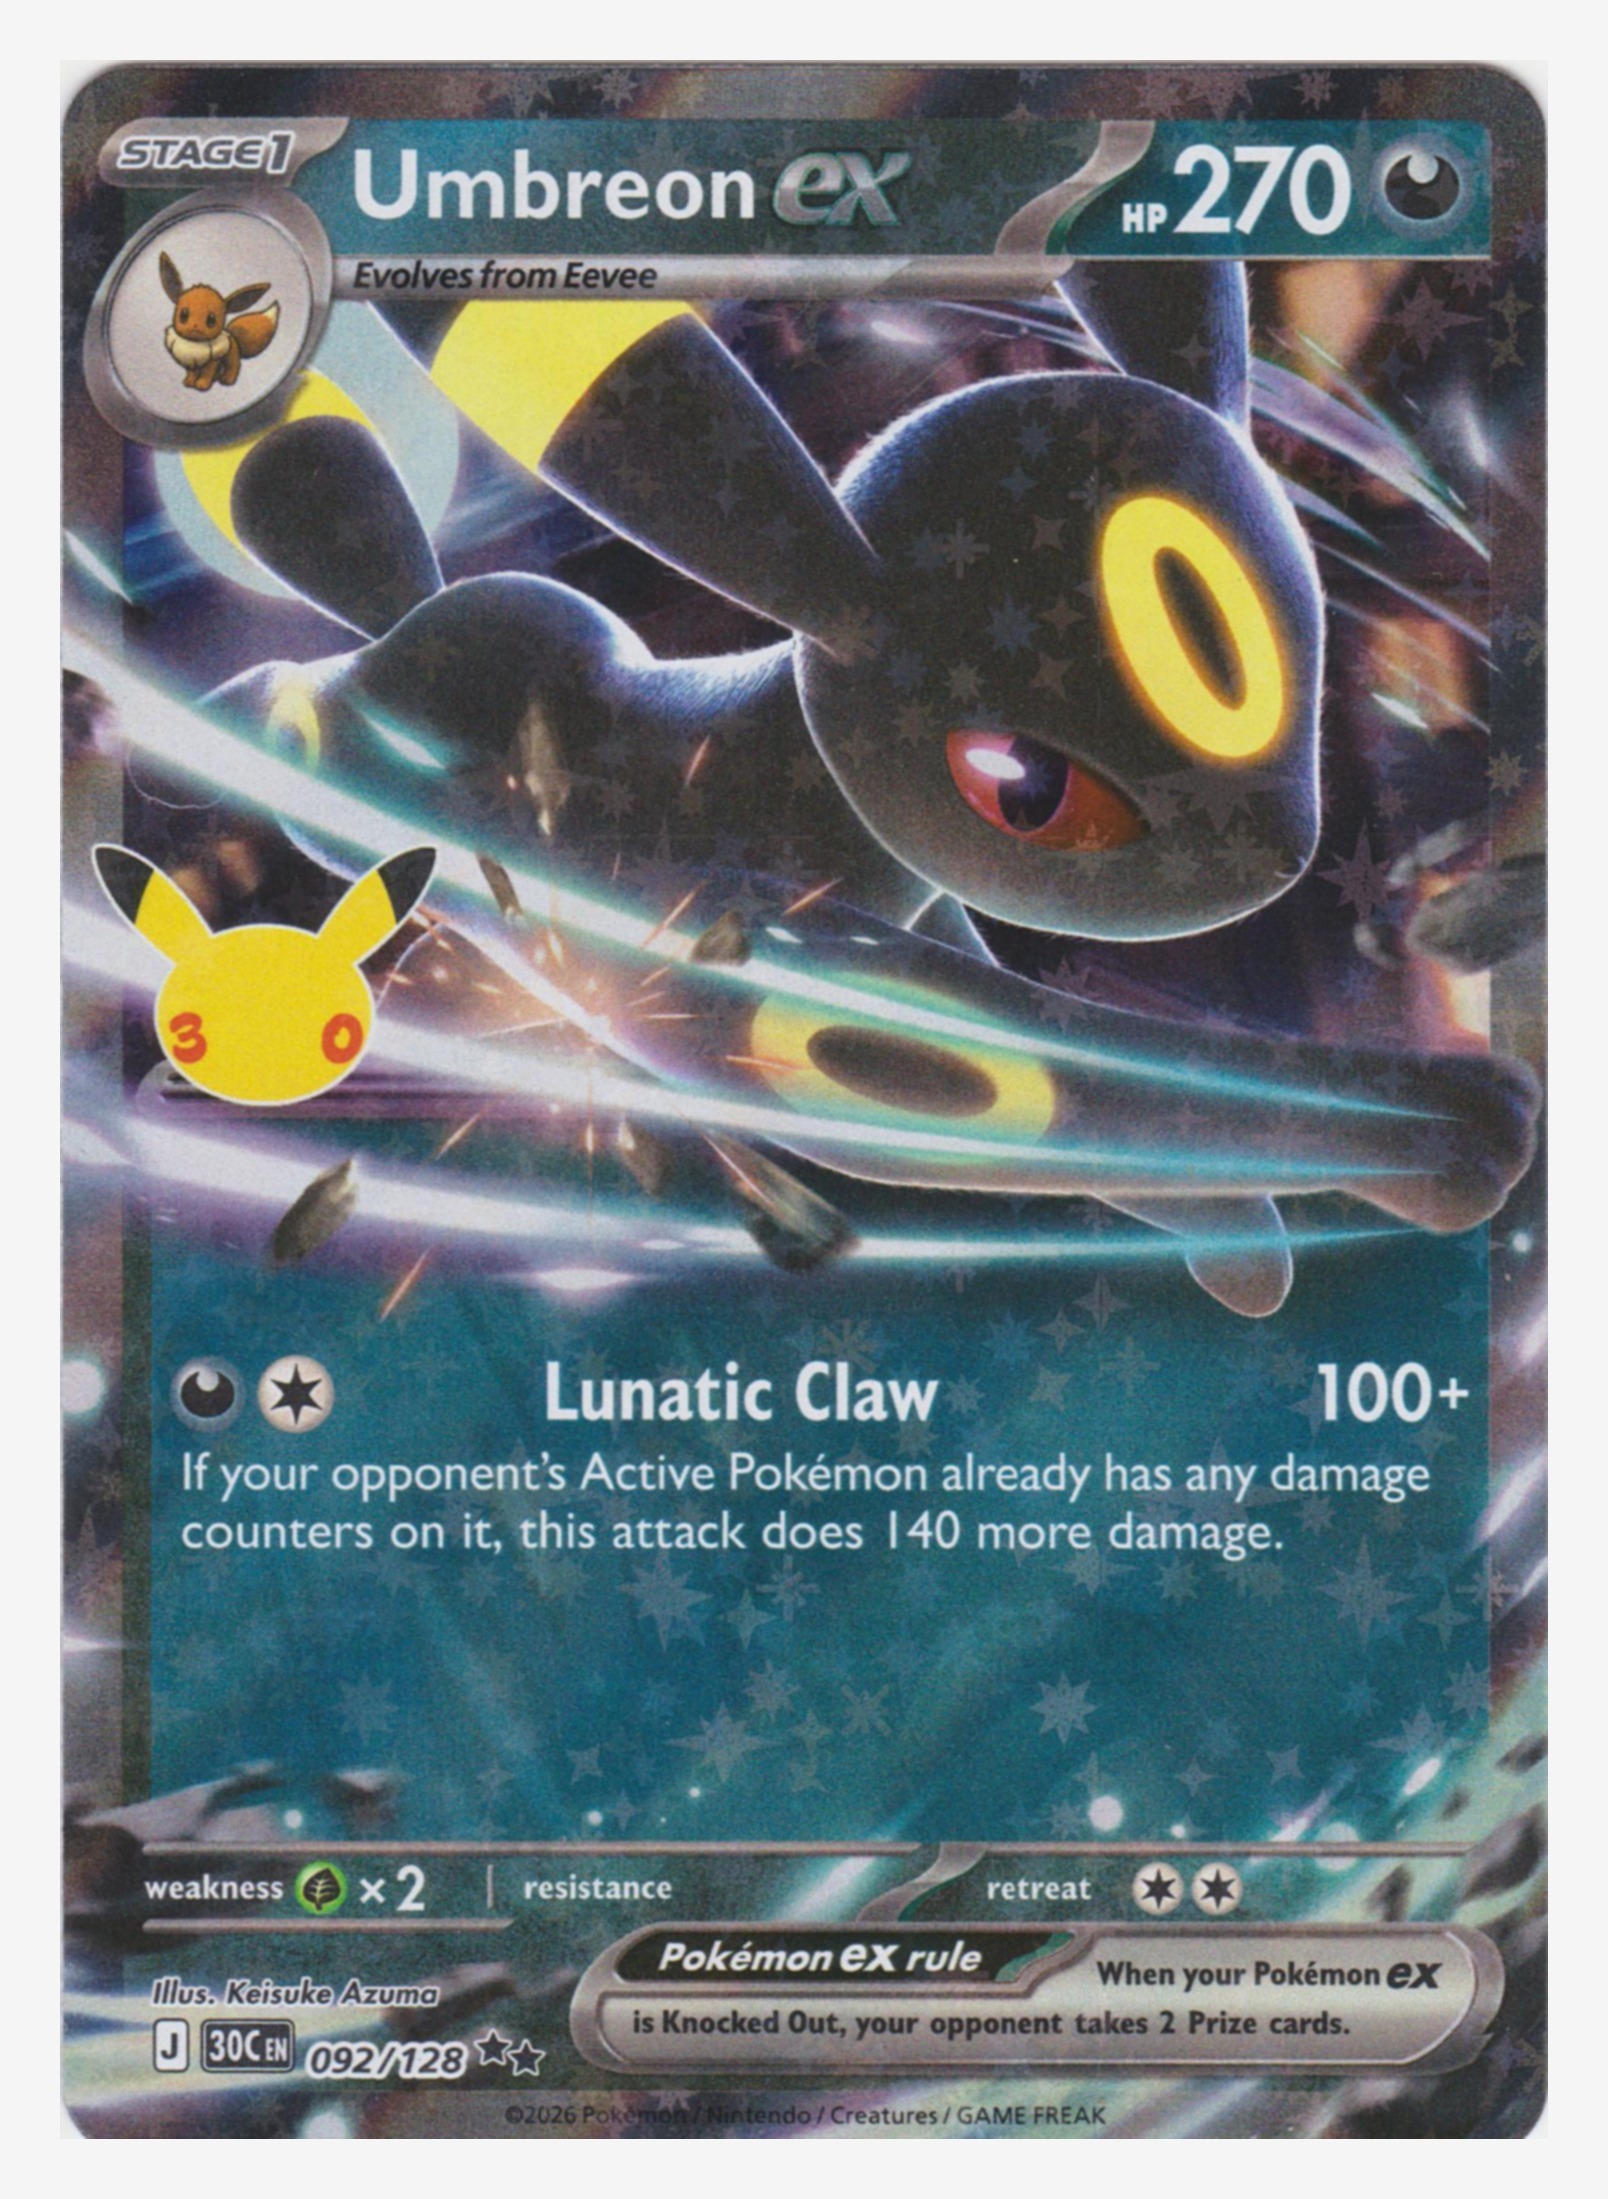 STAGE1
Umbreon ex
HP 270
Evolves from Eevee
30
Lunatic Claw 100+
If your opponent's Active Pokémon already has any damage
counters on it, this attack does 140 more damage.
weakness ×2 | resistance retreat
Pokémon ex rule When your Pokémon ex
is Knocked Out, your opponent takes 2 Prize cards.
Illus. Keisuke Azuma
J 30C EN 092/128
©2026 Pokémon / Nintendo / Creatures / GAME FREAK